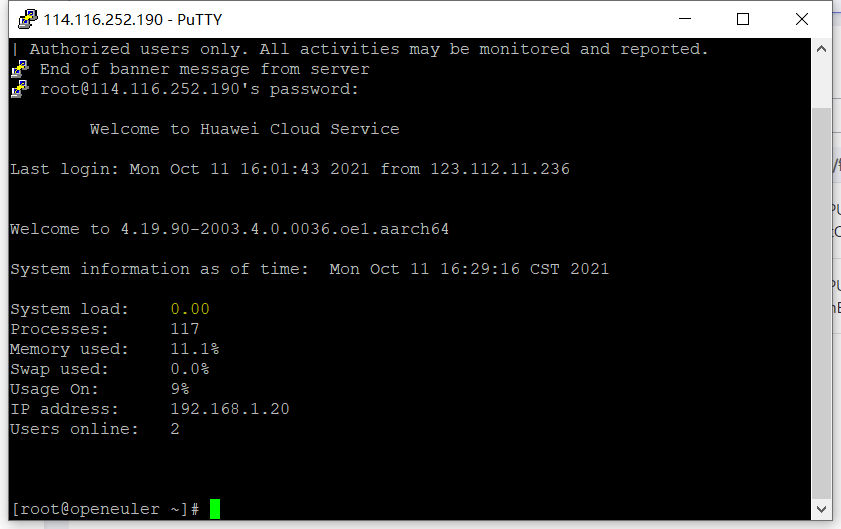 114.116.252.190 - PuTTY
| Authorized users only. All activities may be monitored and reported.
End of banner message from server
root@114.116.252.190's password:
Welcome to Huawei Cloud Service
Last login: Mon Oct 11 16:01:43 2021 from 123.112.11.236
Welcome to 4.19.90-2003.4.0.0036.oe1.aarch64
System information as of time:  Mon Oct 11 16:29:16 CST 2021
System load:    0.00
Processes:      117
Memory used:    11.1%
Swap used:      0.0%
Usage On:       9%
IP address:     192.168.1.20
Users online:   2
[root@openeuler ~]#